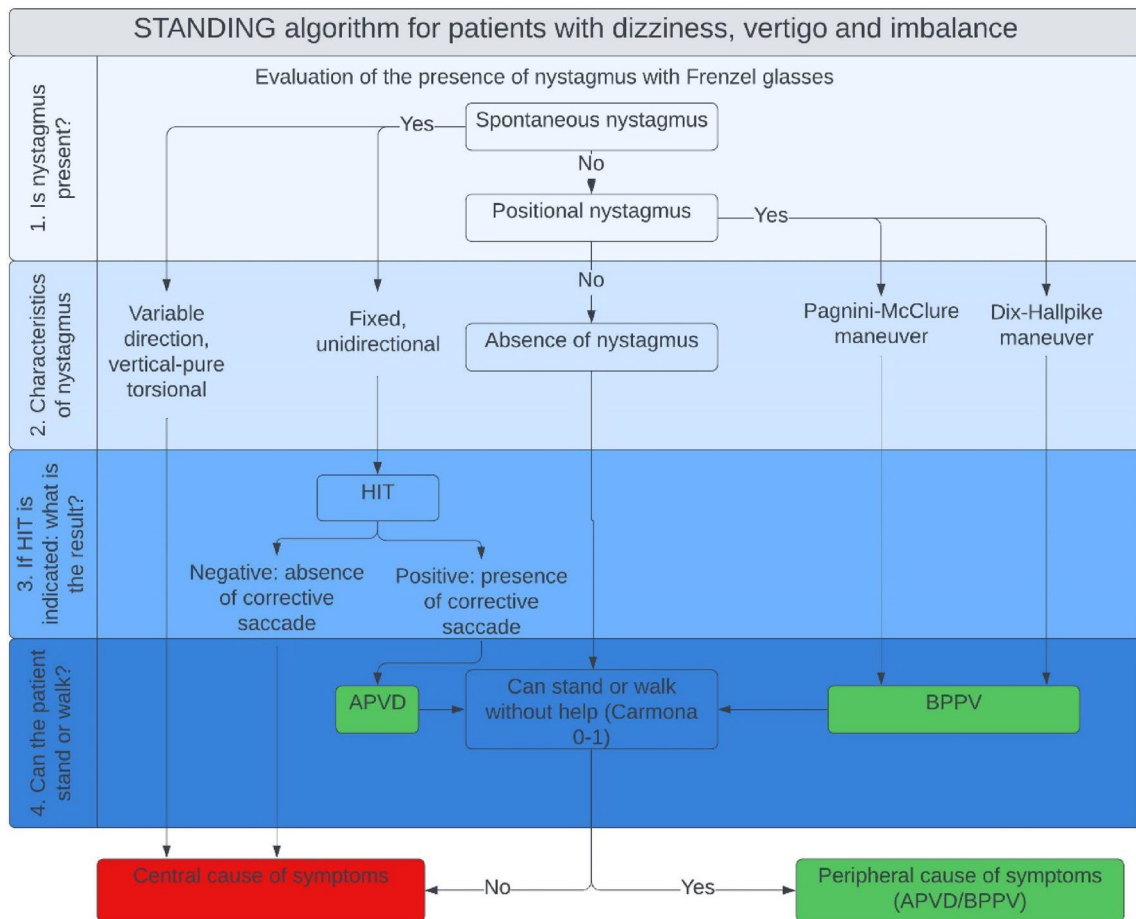 STANDING algorithm for patients with dizziness, vertigo and imbalance
1. Is nystagmus
present?
Evaluation of the presence of nystagmus with Frenzel glasses
Spontaneous nystagmus
Yes
No
Positional nystagmus
Yes
No
2. Characteristics
of nystagmus
Variable
direction,
vertical-pure
torsional
Fixed,
unidirectional
Absence of nystagmus
Pagnini-McClure
maneuver
Dix-Hallpike
maneuver
3. If HIT is
indicated: what is
the result?
HIT
Negative: absence
of corrective
saccade
Positive: presence
of corrective
saccade
4. Can the patient
stand or walk?
APVD
Can stand or walk
without help (Carmona
0-1)
BPPV
Central cause of symptoms
No
Yes
Peripheral cause of symptoms
(APVD/BPPV)